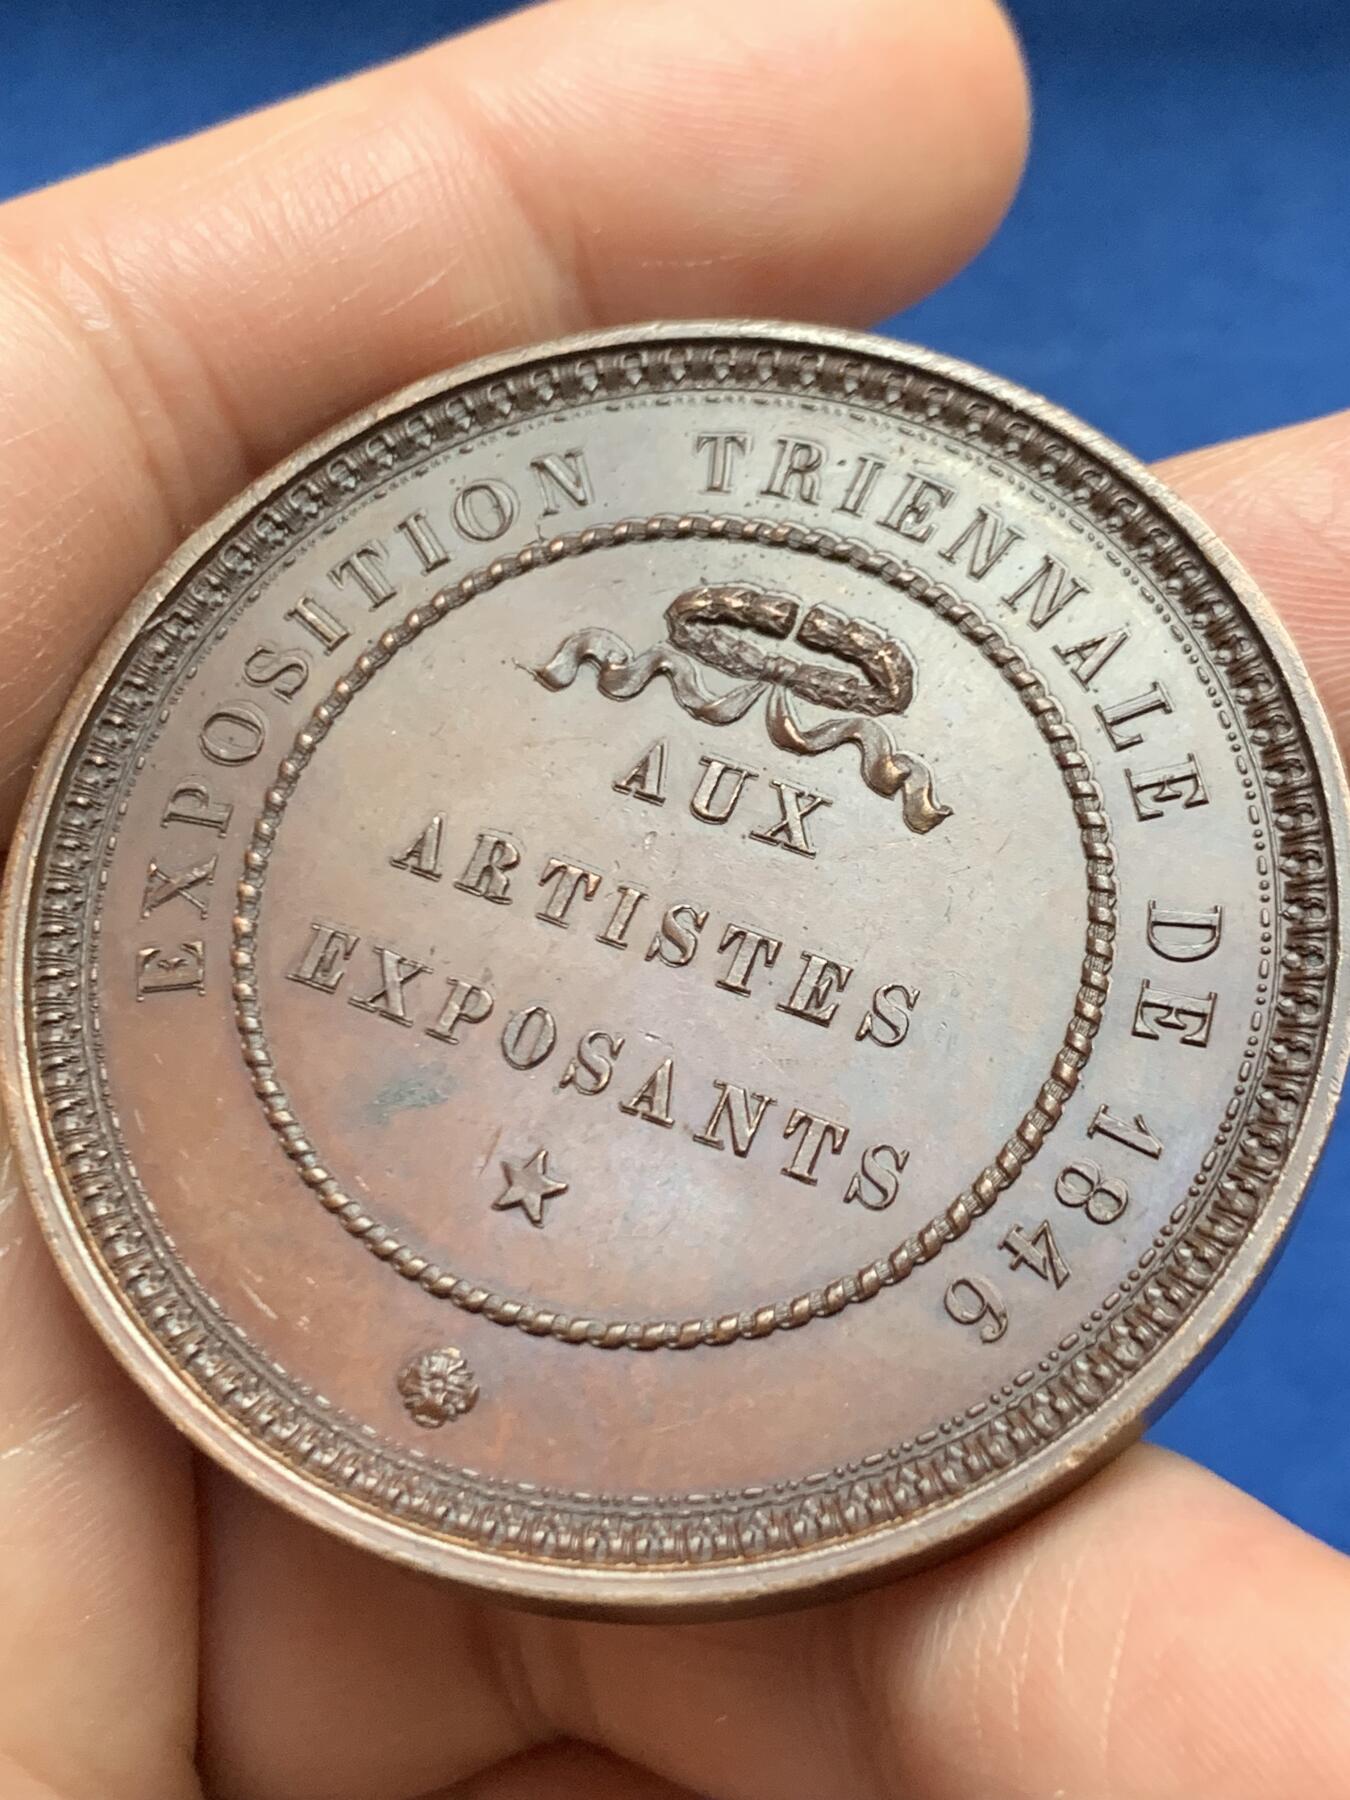 EXPOSITION TRIENNALE DE 1846
AUX
ARTISTES
EXPOSANTS